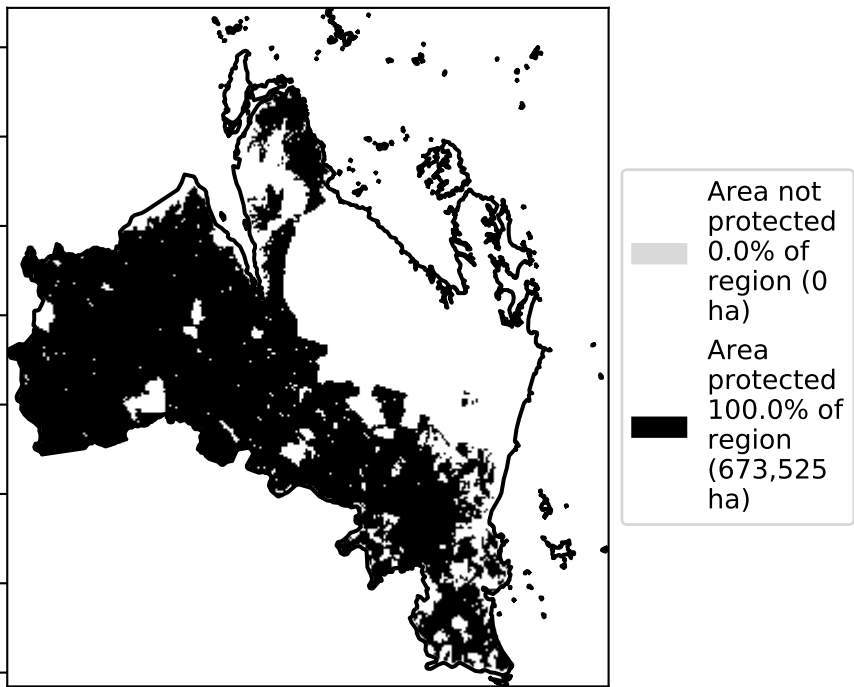 Area not
protected
0.0% of
region (0
ha)
Area
protected
100.0% of
region
(673,525
ha)